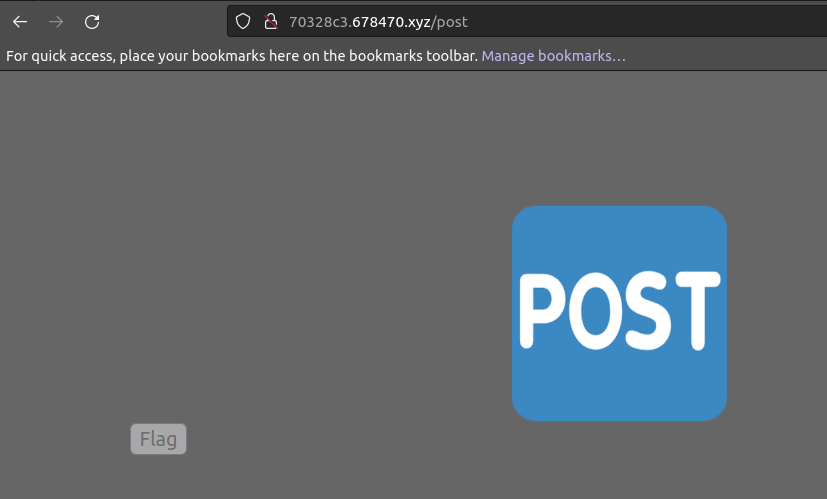 70328c3.678470.xyz/post
For quick access, place your bookmarks here on the bookmarks toolbar. Manage bookmarks…
POST
Flag